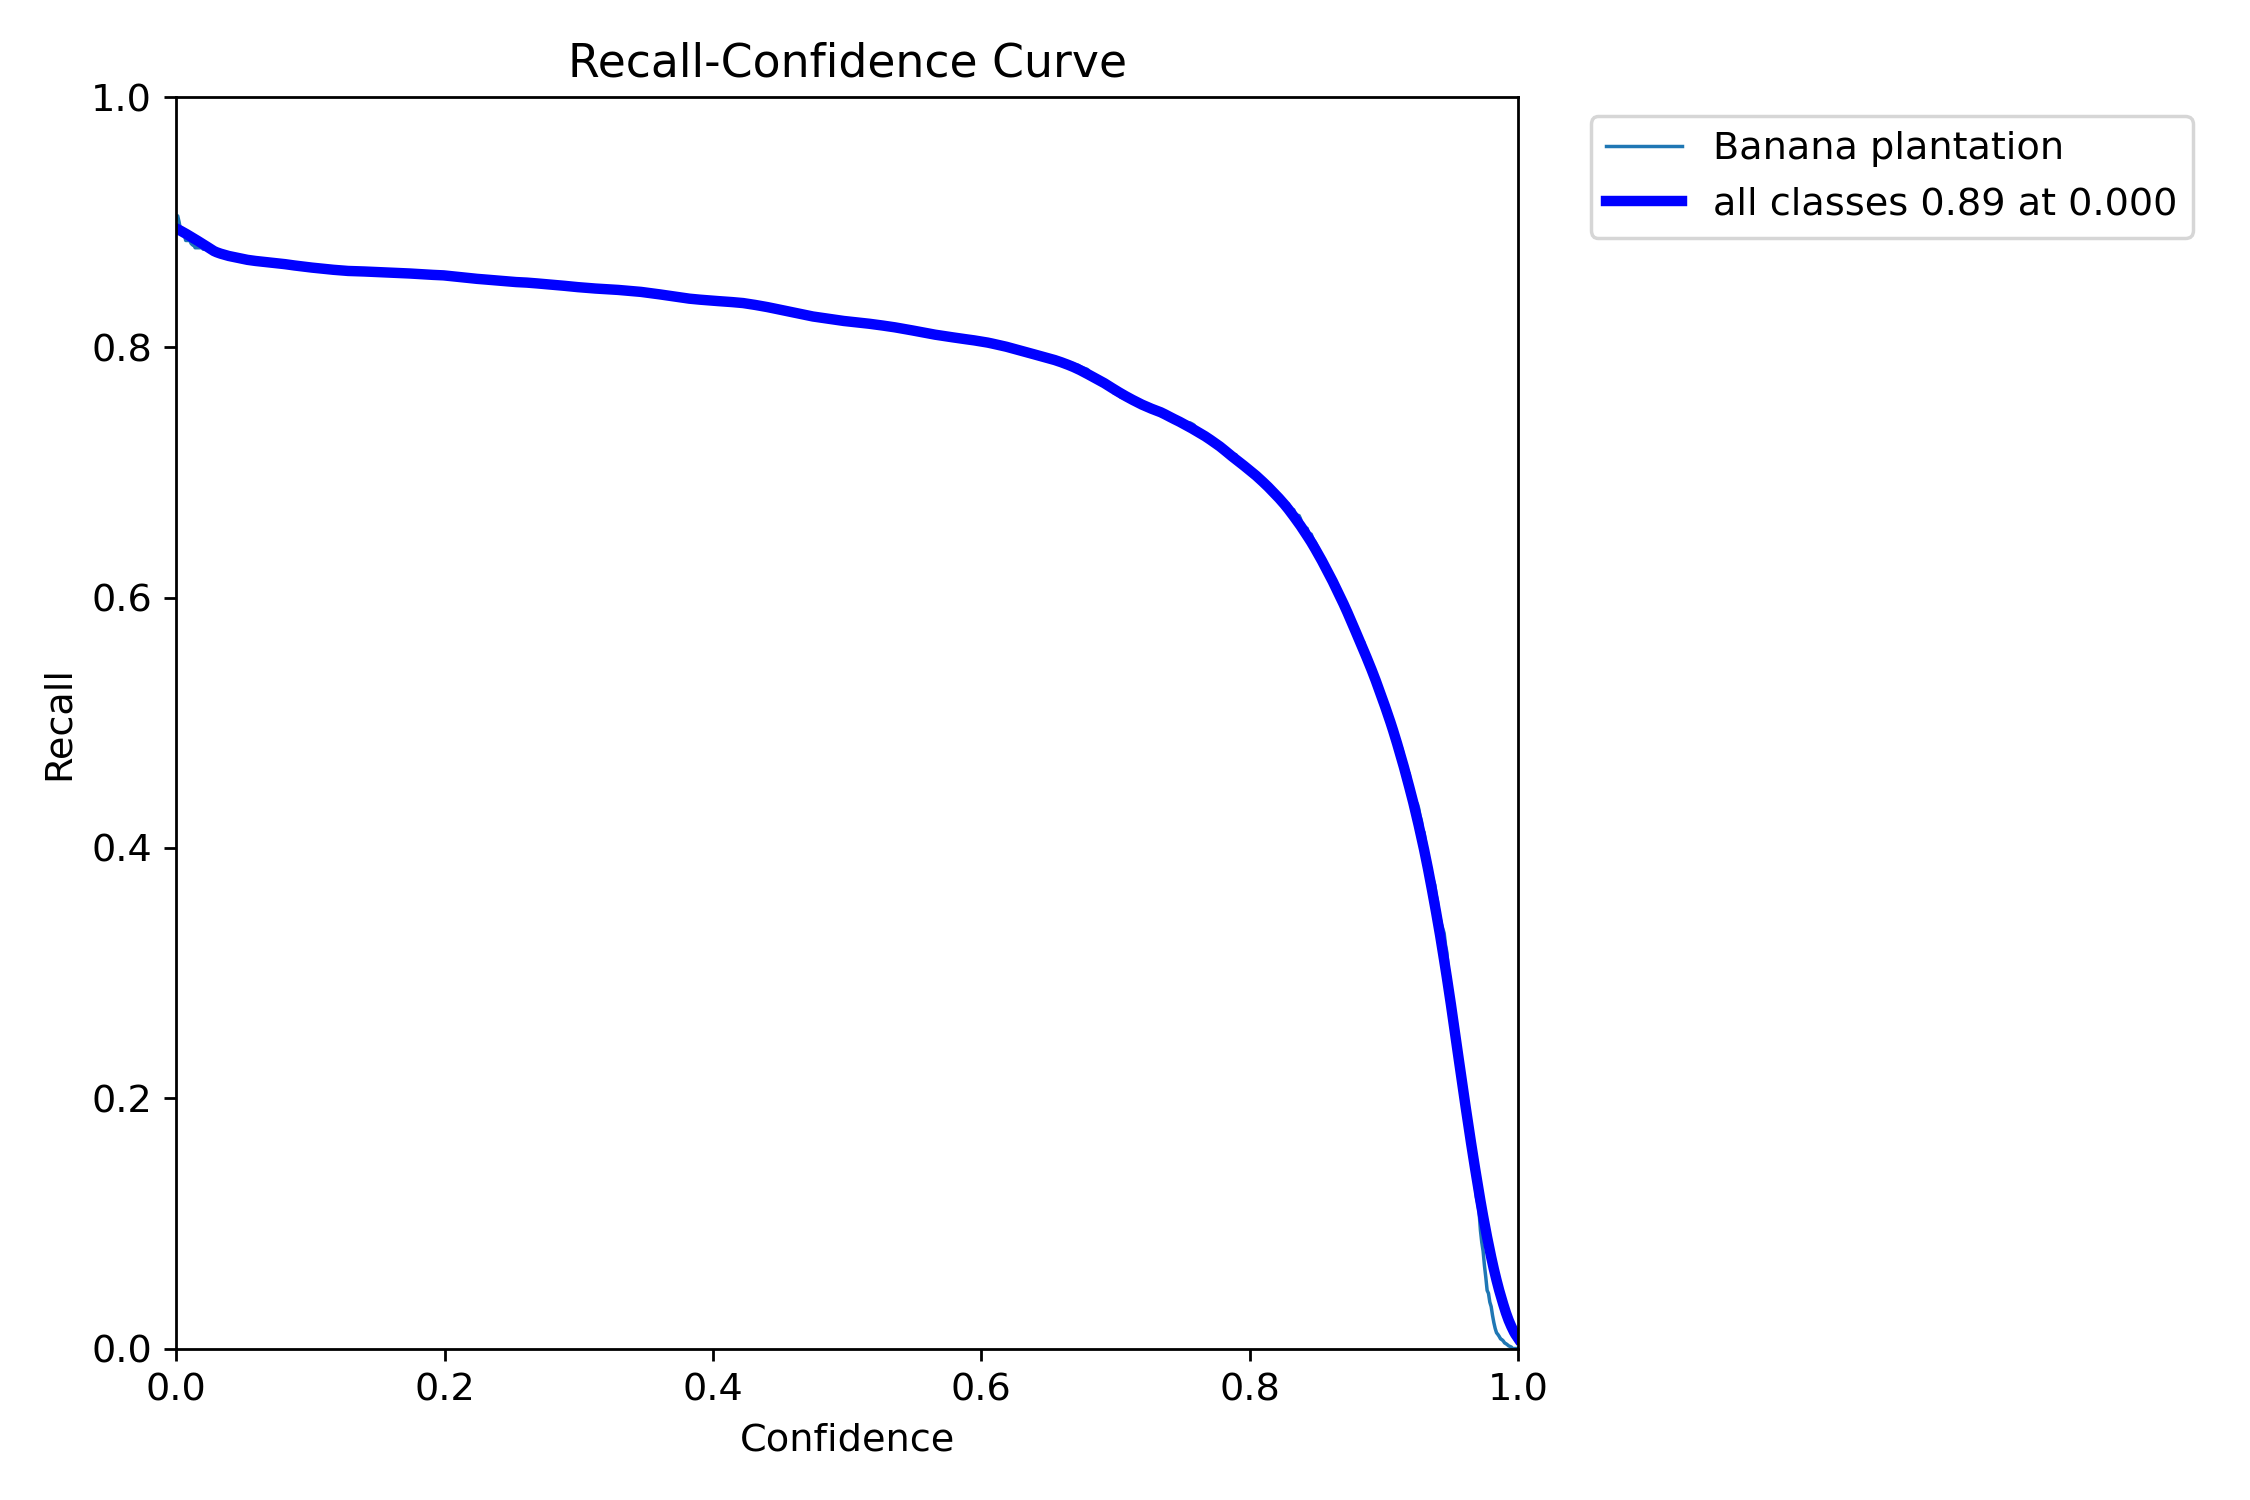 Recall-Confidence Curve
1.0
0.8
0.6
0.4
0.2
0.0
Recall
0.0 0.2 0.4 0.6 0.8 1.0
Confidence
Banana plantation
all classes 0.89 at 0.000